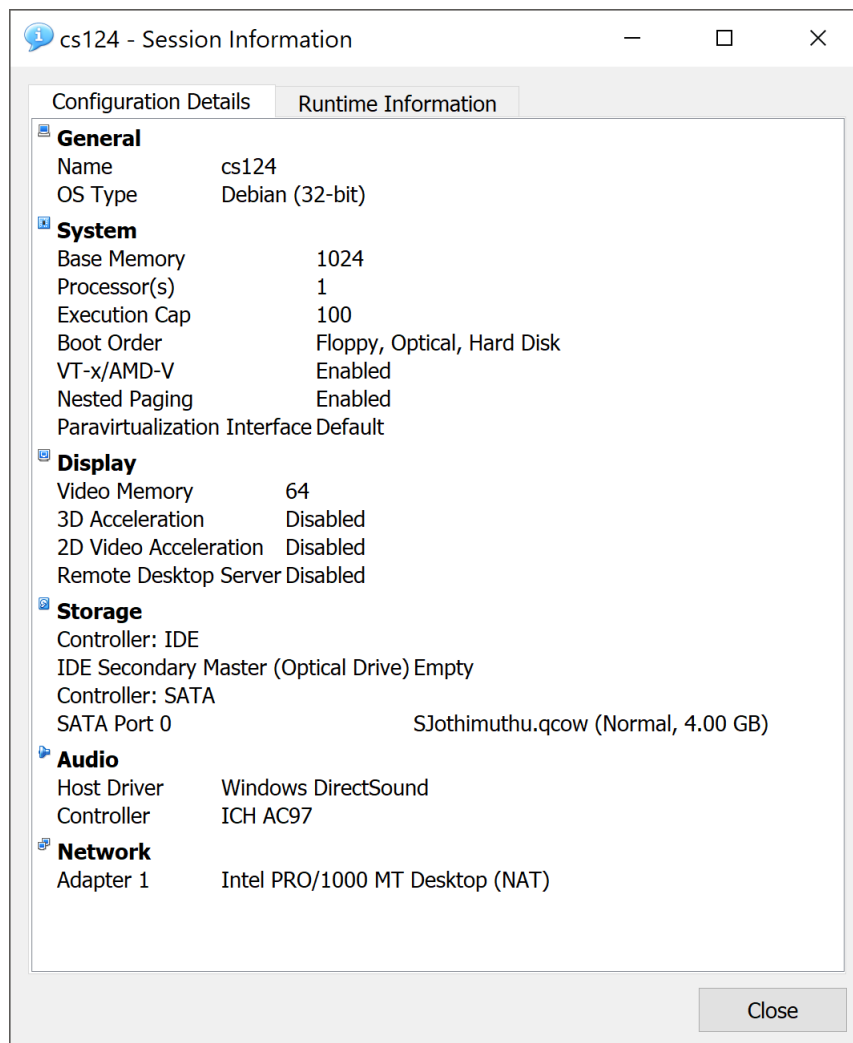 cs124 - Session Information
Configuration Details Runtime Information
General
Name cs124
OS Type Debian (32-bit)
System
Base Memory 1024
Processor(s) 1
Execution Cap 100
Boot Order Floppy, Optical, Hard Disk
VT-x/AMD-V Enabled
Nested Paging Enabled
Paravirtualization Interface Default
Display
Video Memory 64
3D Acceleration Disabled
2D Video Acceleration Disabled
Remote Desktop Server Disabled
Storage
Controller: IDE
IDE Secondary Master (Optical Drive) Empty
Controller: SATA
SATA Port 0 SJothimuthu.qcow (Normal, 4.00 GB)
Audio
Host Driver Windows DirectSound
Controller ICH AC97
Network
Adapter 1 Intel PRO/1000 MT Desktop (NAT)
Close